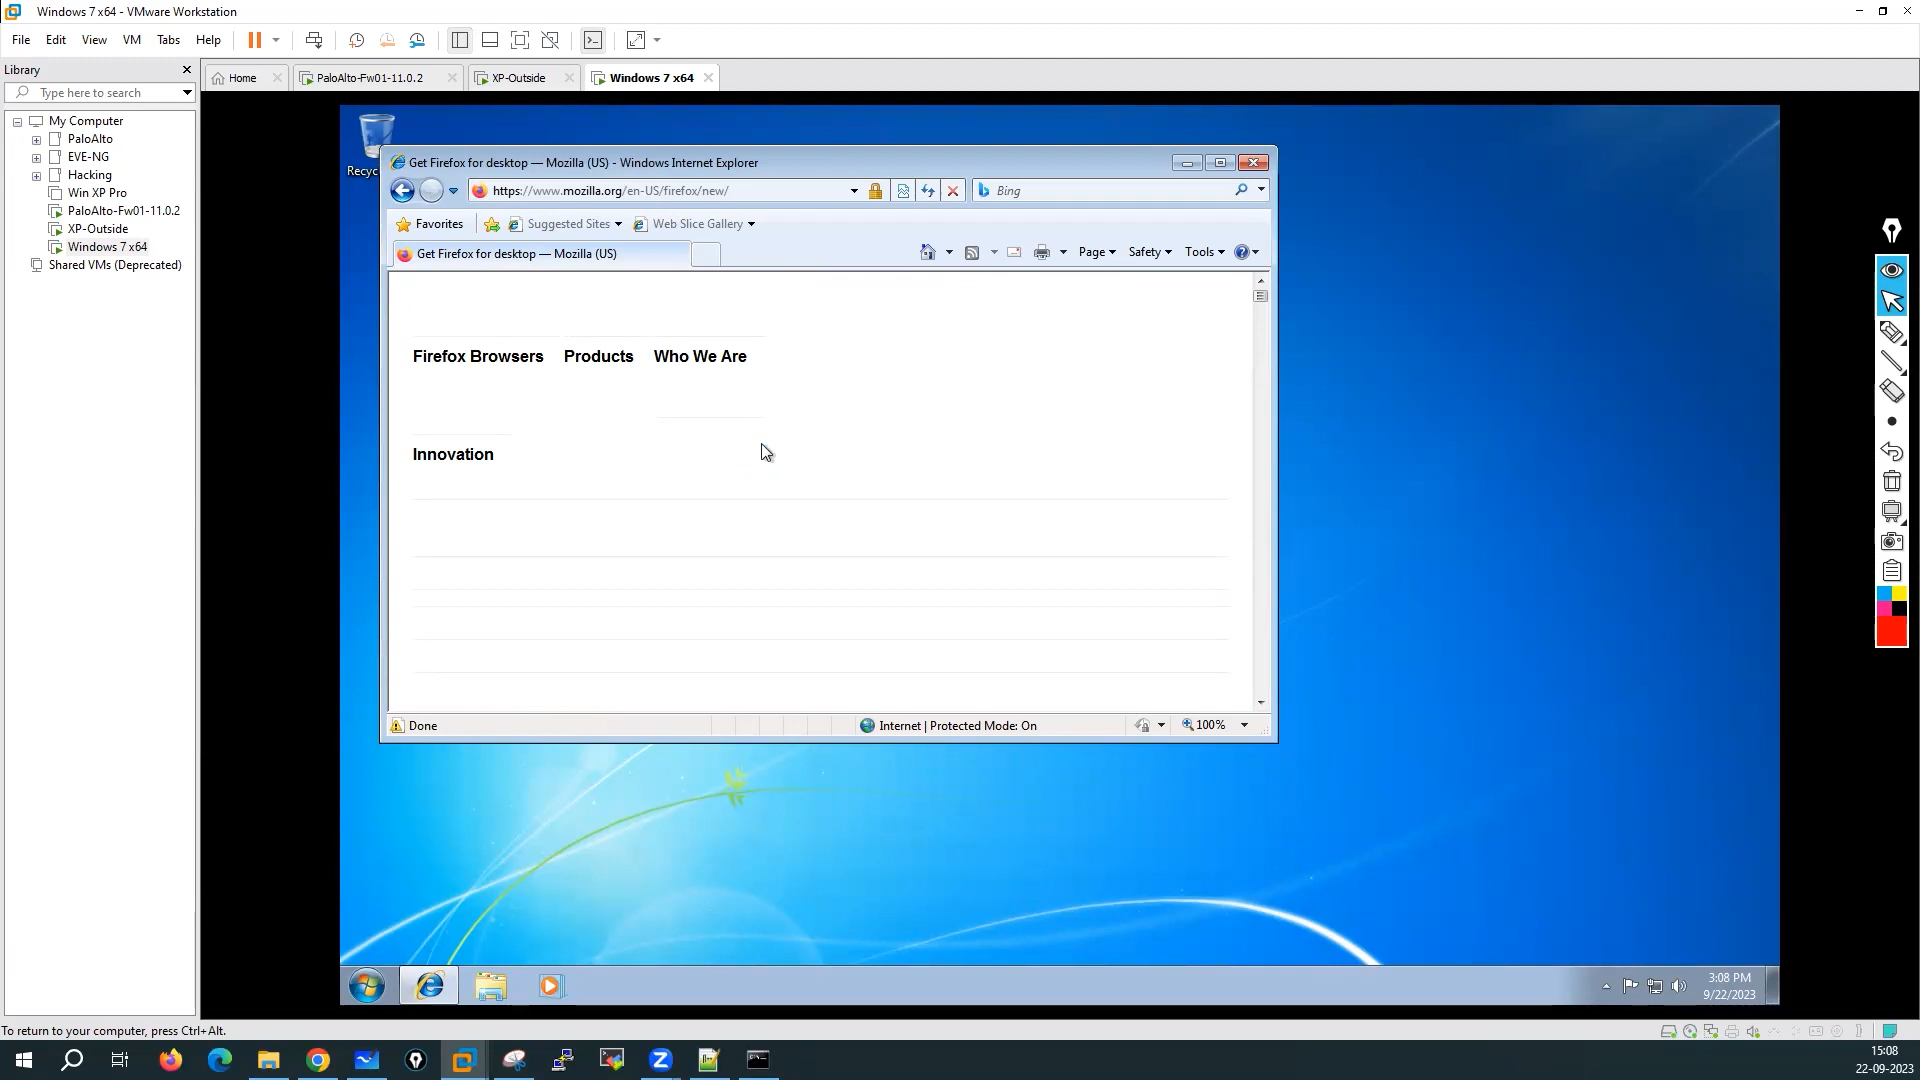 Windows 7 x64 - VMware Workstation
File Edit View VM Tabs Help
Library
Home PaloAlto-Fw01-11.0.2 XP-Outside Windows 7 x64
Type here to search
My Computer
PaloAlto
EVE-NG
Hacking
Win XP Pro
PaloAlto-Fw01-11.0.2
XP-Outside
Windows 7 x64
Shared VMs (Deprecated)
Recyc
Get Firefox for desktop — Mozilla (US) - Windows Internet Explorer
https://www.mozilla.org/en-US/firefox/new/ Bing
Favorites Suggested Sites Web Slice Gallery
Get Firefox for desktop — Mozilla (US) Page Safety Tools
Firefox Browsers Products Who We Are
Innovation
Done Internet | Protected Mode: On 100%
3:08 PM
9/22/2023
To return to your computer, press Ctrl+Alt.
15:08
22-09-2023